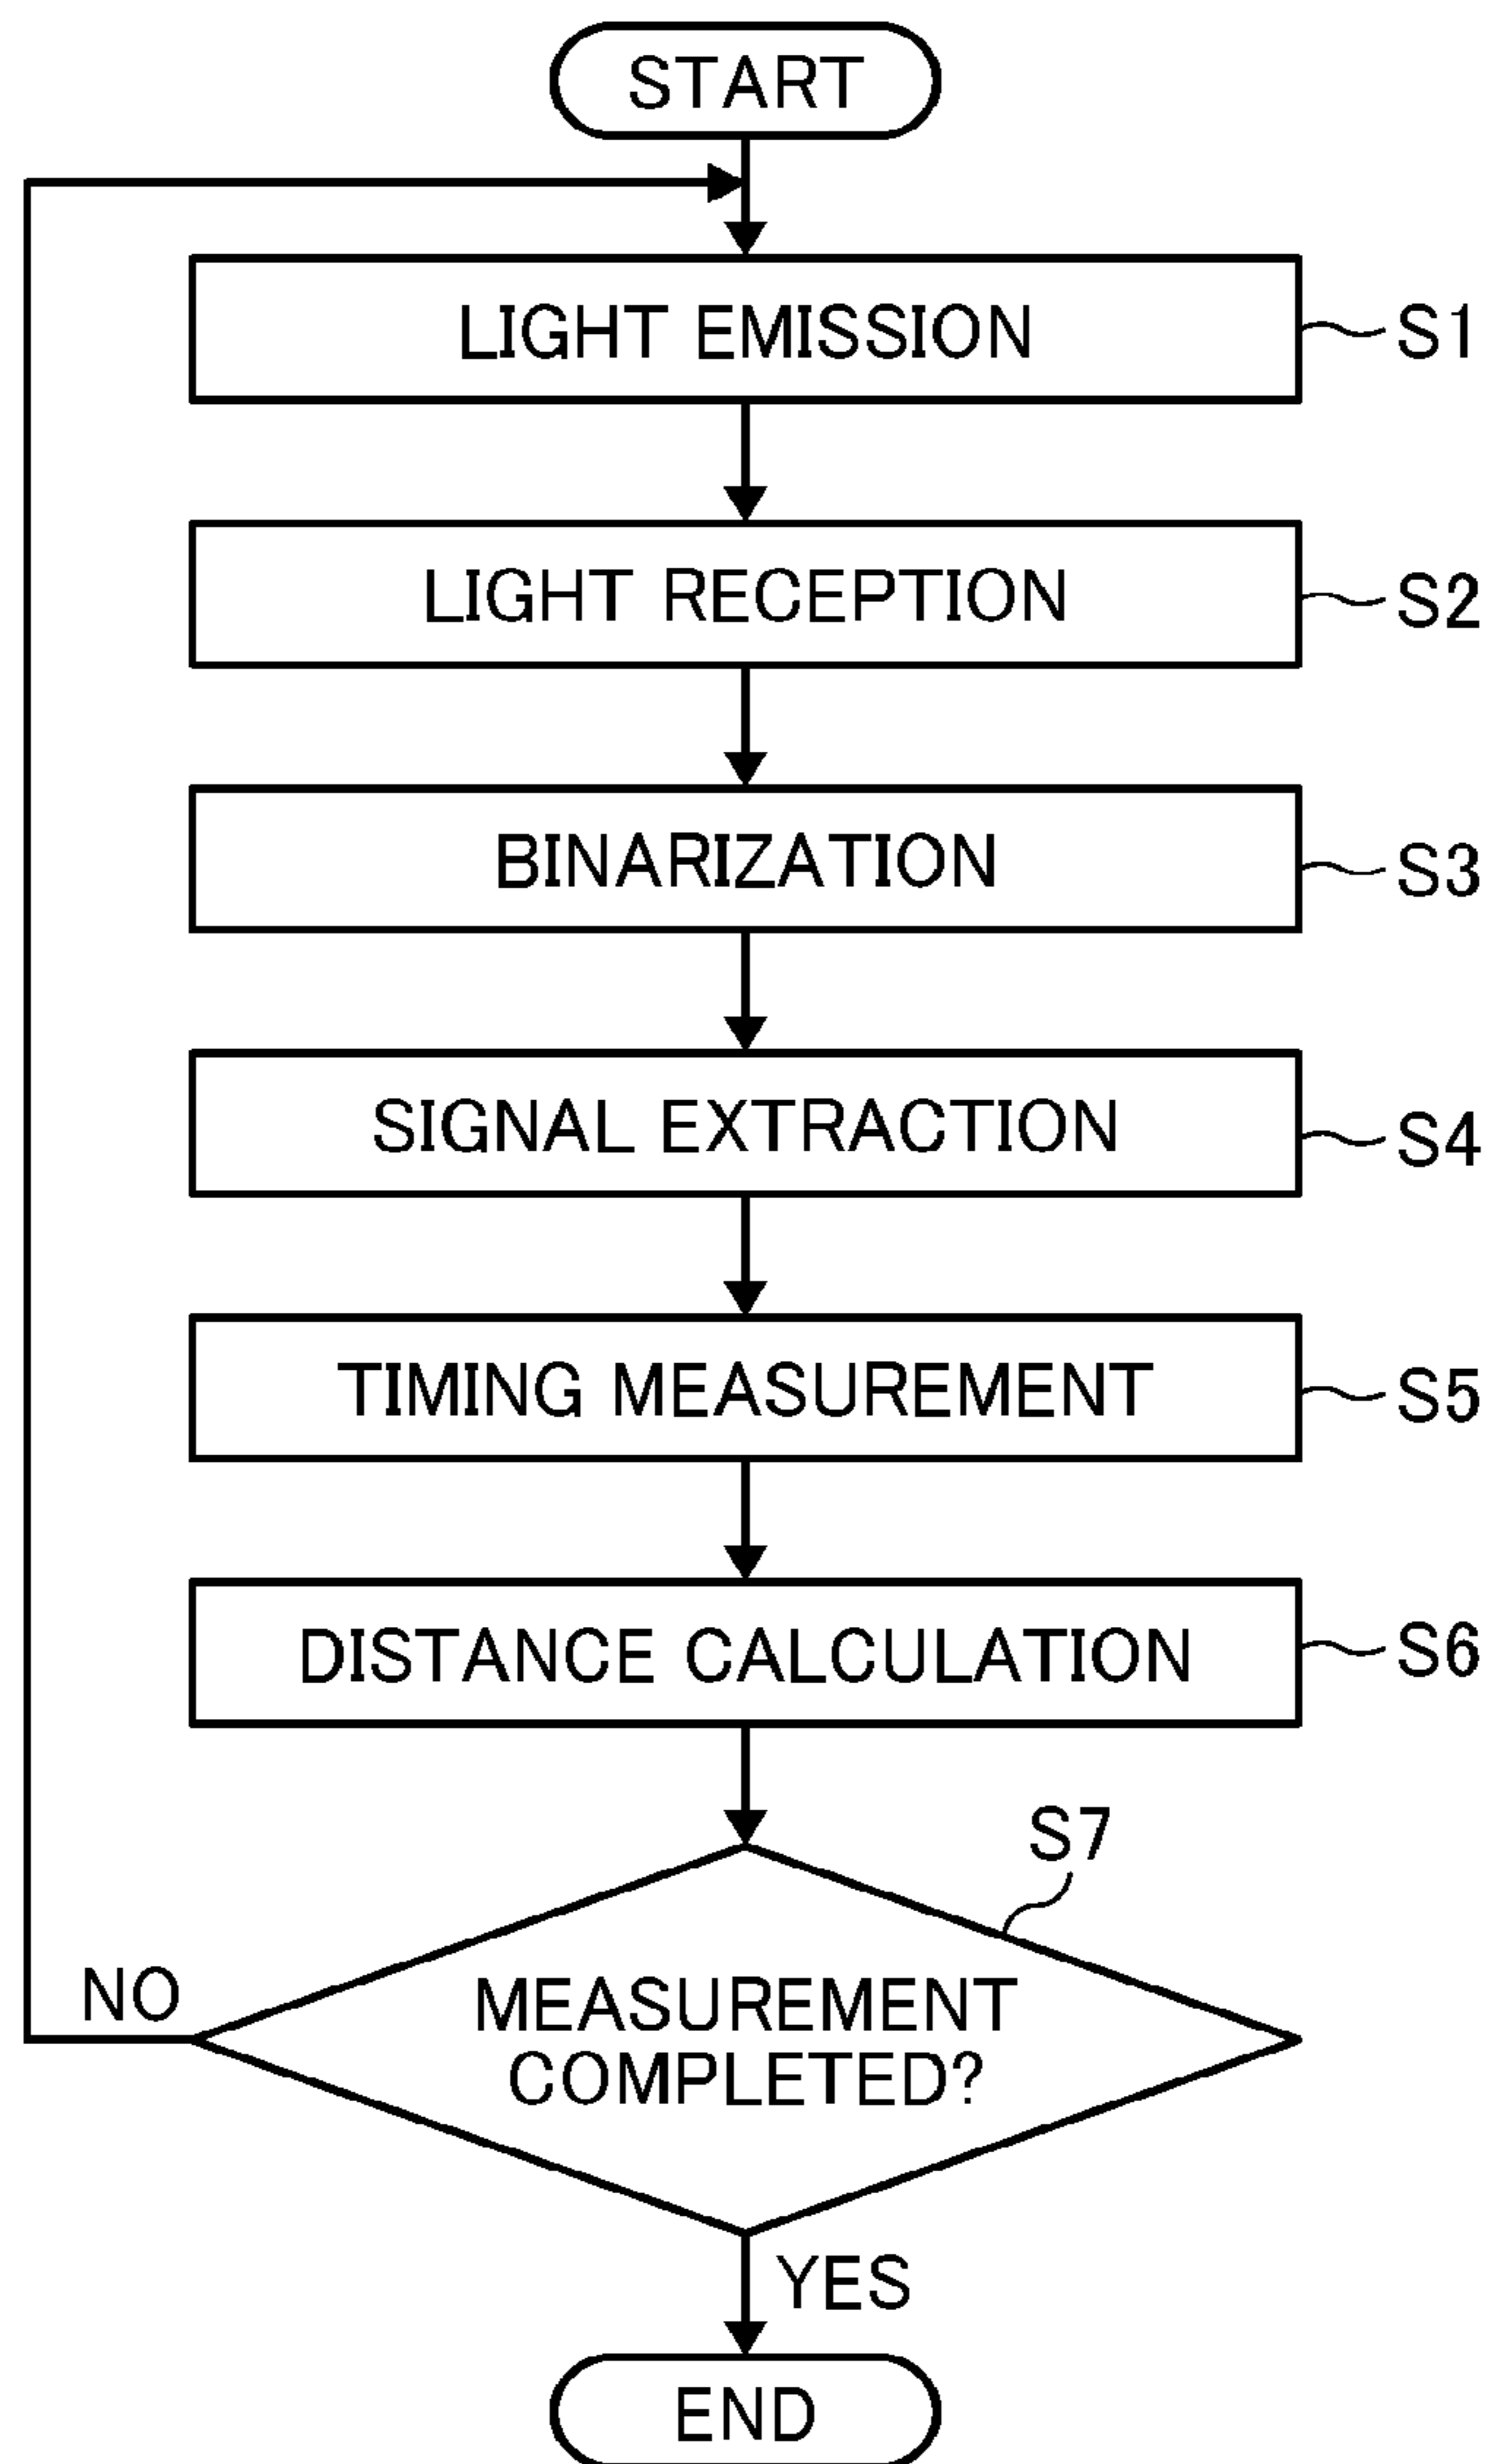 START
LIGHT EMISSION S1
LIGHT RECEPTION S2
BINARIZATION S3
SIGNAL EXTRACTION S4
TIMING MEASUREMENT S5
DISTANCE CALCULATION S6
S7
NO
MEASUREMENT
COMPLETED?
YES
END